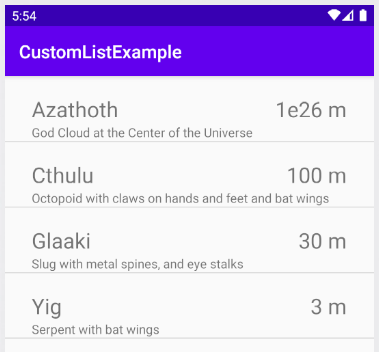 5:54
CustomListExample
Azathoth 1e26 m
God Cloud at the Center of the Universe
Cthulu 100 m
Octopoid with claws on hands and feet and bat wings
Glaaki 30 m
Slug with metal spines, and eye stalks
Yig 3 m
Serpent with bat wings